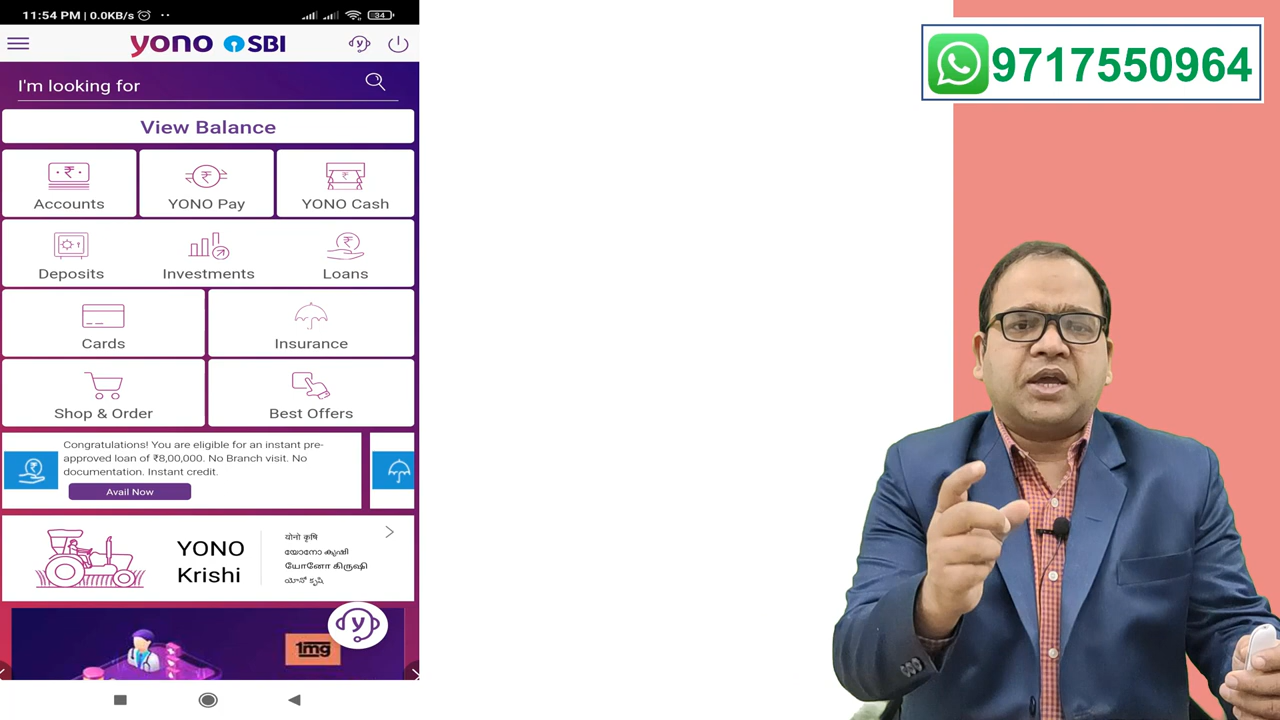 11:54 PM | 0.0KB/s
34
yono SBI
I'm looking for
View Balance
Accounts
YONO Pay
YONO Cash
Deposits
Investments
Loans
Cards
Insurance
Shop & Order
Best Offers
Congratulations! You are eligible for an instant pre-
approved loan of ₹8,00,000. No Branch visit. No
documentation. Instant credit.
Avail Now
YONO
Krishi
योनो कृषि
യോനോ കൃഷി
யோனோ கிருஷி
యోనో కృషి
1mg
9717550964